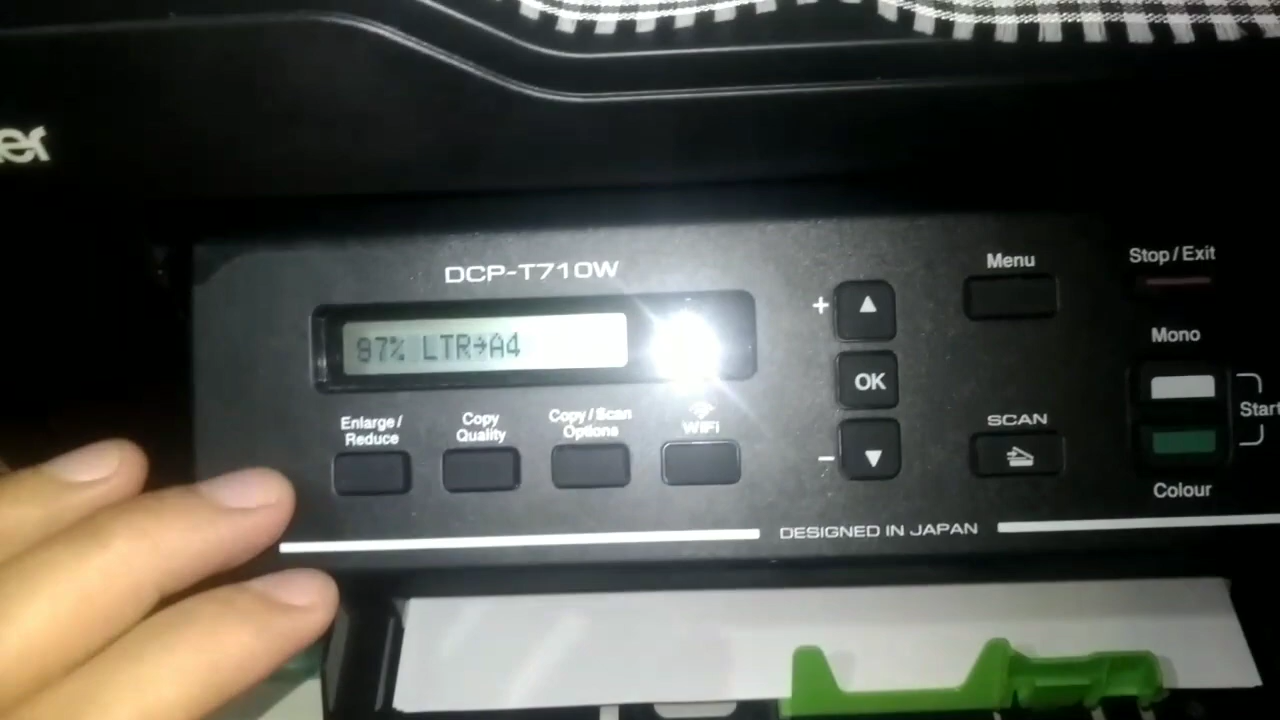 er
DCP-T710W
97% LTR→A4
Enlarge/
Reduce
Copy
Quality
Copy/Scan
Options
WiFi
+
OK
−
Menu
SCAN
Stop/Exit
Mono
Start
Colour
DESIGNED IN JAPAN